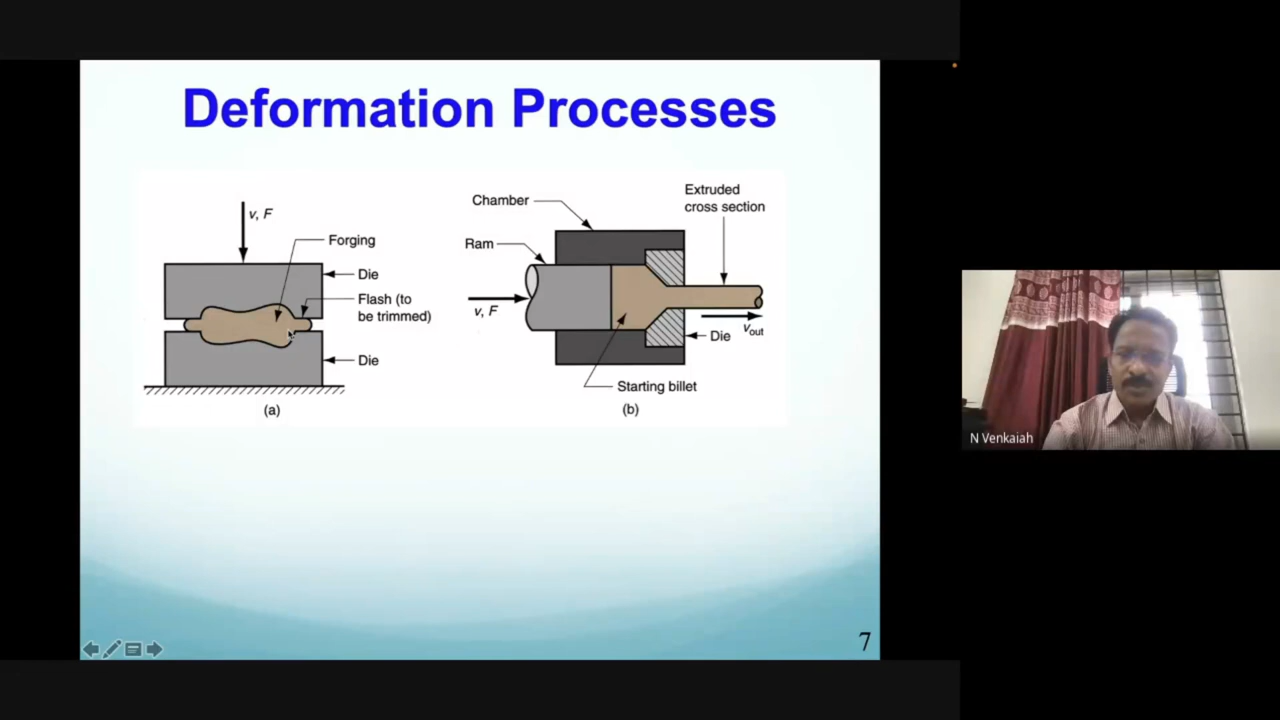 Deformation Processes
v, F
Forging
Die
Flash (to
be trimmed)
Die
(a)
Chamber
Extruded
cross section
Ram
v, F
Die
vout
Starting billet
(b)
7
N Venkaiah